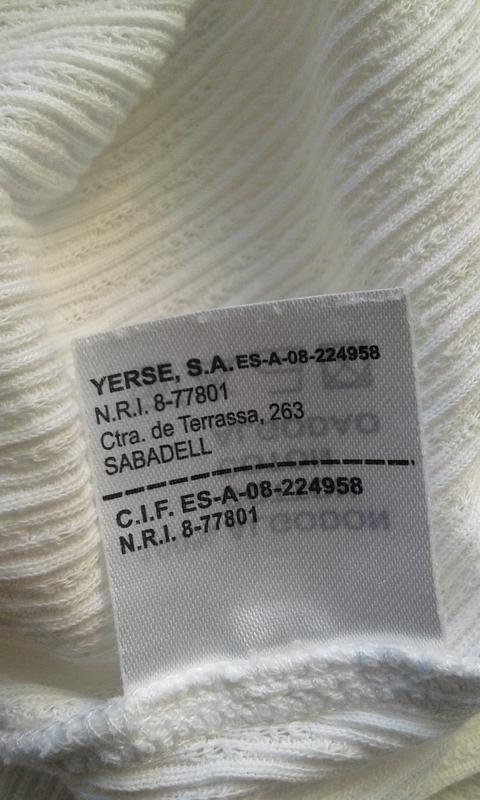 YERSE, S.A. ES-A-08-224958
N.R.I. 8-77801
Ctra. de Terrassa, 263
SABADELL
C.I.F. ES-A-08-224958
N.R.I. 8-77801